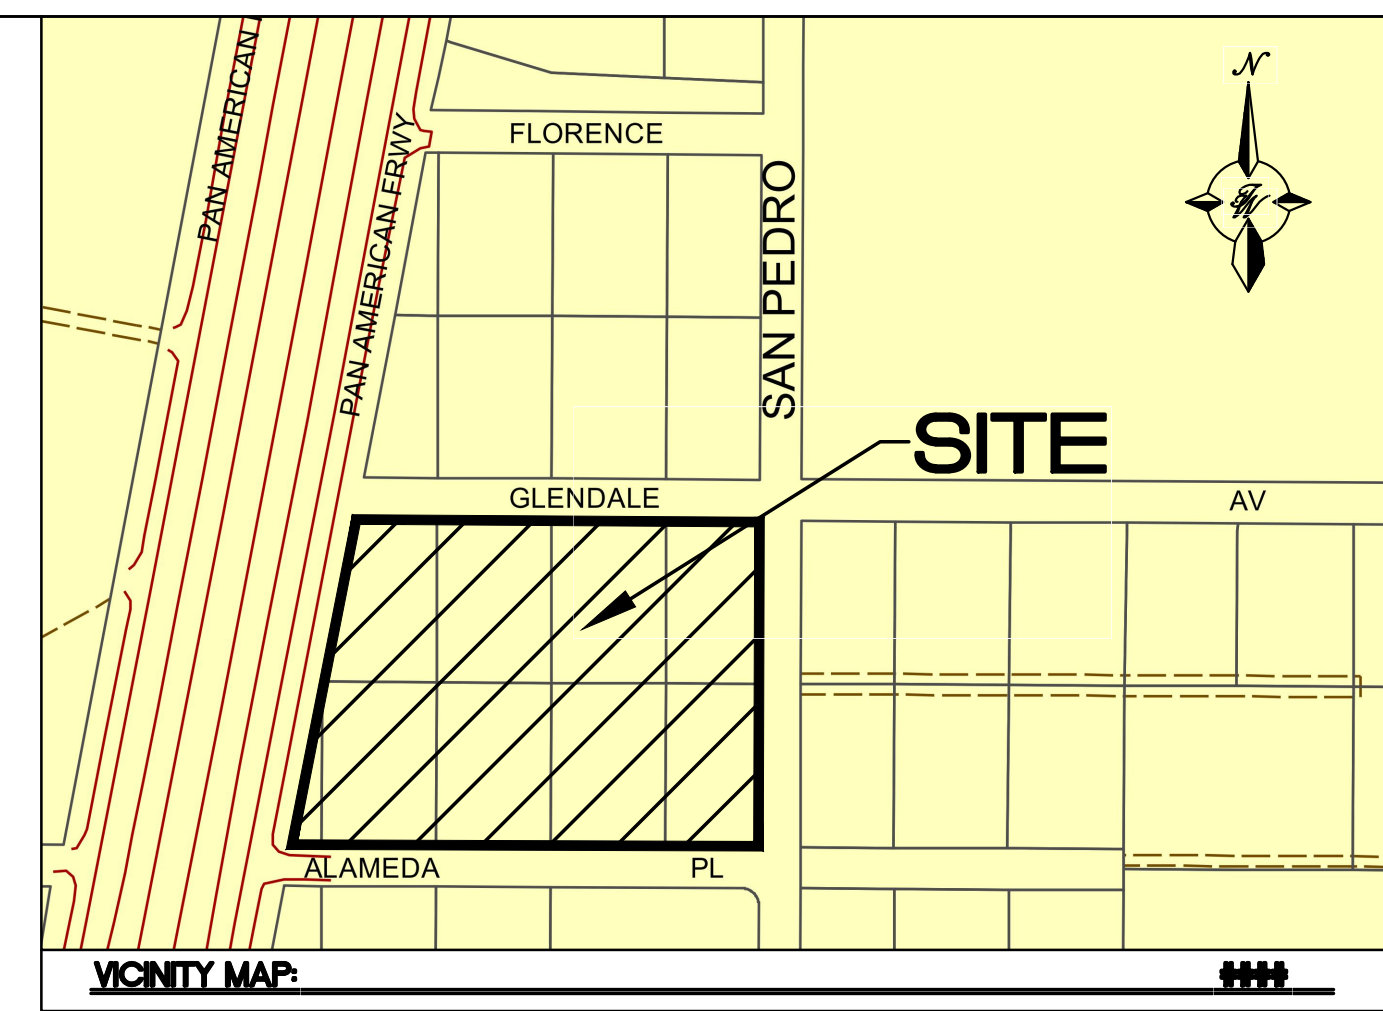 PAN AMERICAN
N
FLORENCE
PAN AMERICAN FRWY
SAN PEDRO
SITE
GLENDALE
AV
ALAMEDA
PL
VICINITY MAP:
####